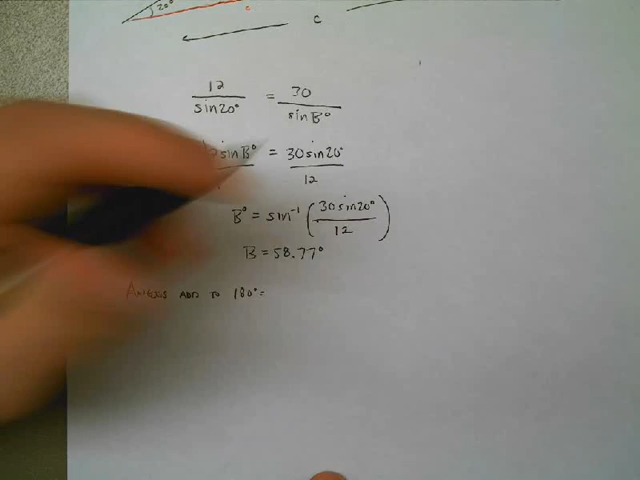 20°
c
12/sin20° = 30/sinB°
sinB° = 30sin20°/12
B° = sin⁻¹(30sin20°/12)
B = 58.77°
ANGLES ADD TO 180°=